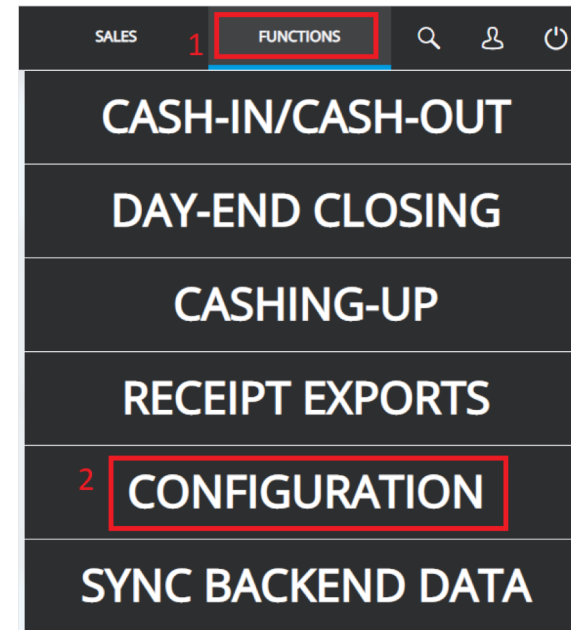 SALES 1 FUNCTIONS
CASH-IN/CASH-OUT
DAY-END CLOSING
CASHING-UP
RECEIPT EXPORTS
2 CONFIGURATION
SYNC BACKEND DATA